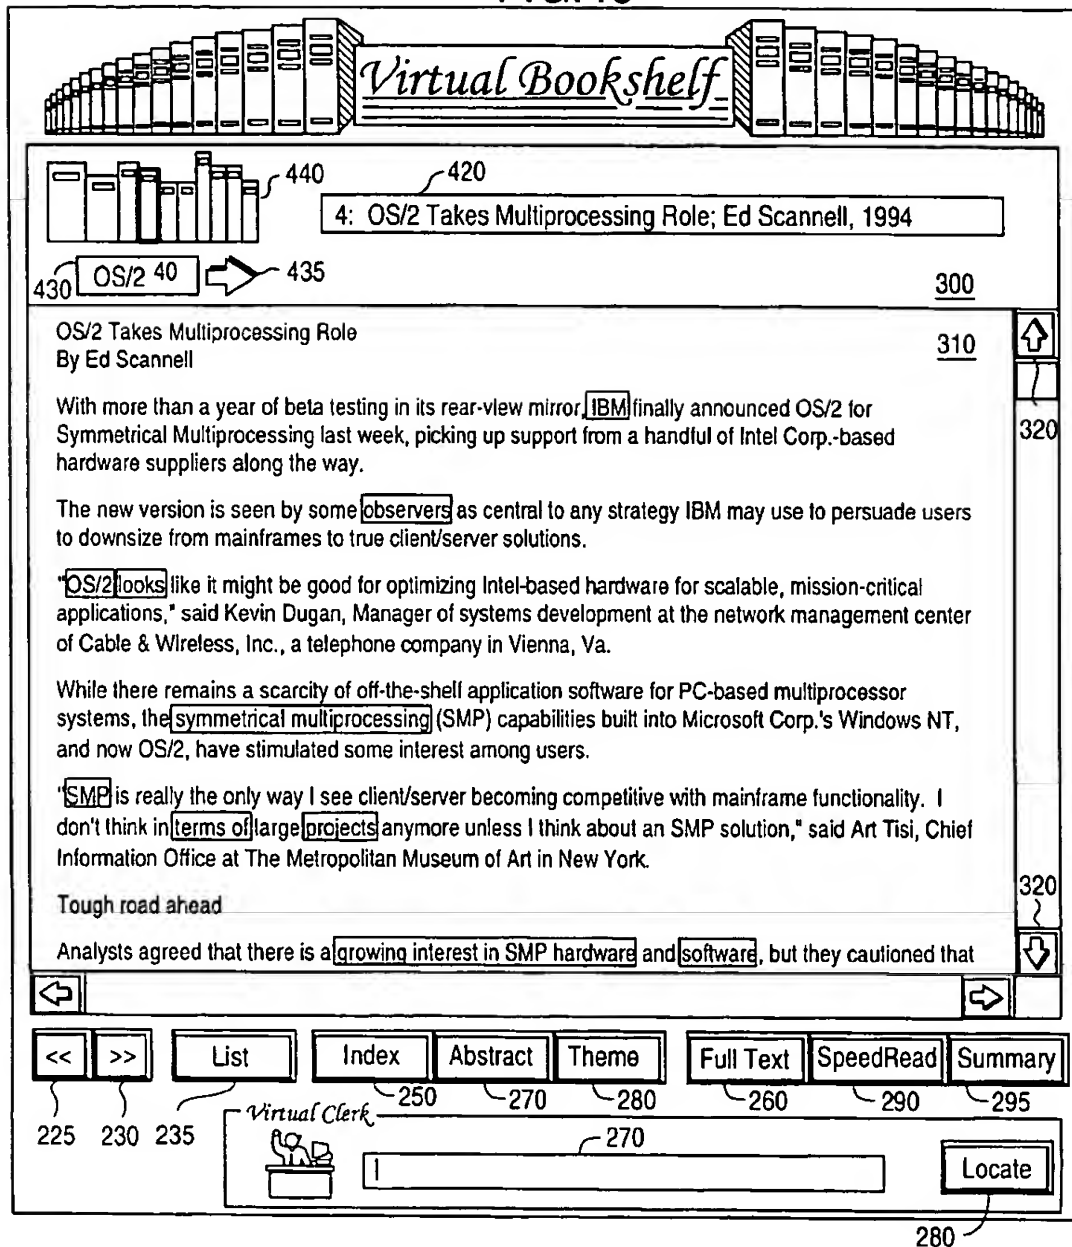 Virtual Bookshelf
440
420
4: OS/2 Takes Multiprocessing Role; Ed Scannell, 1994
430 OS/2 40 435
300
OS/2 Takes Multiprocessing Role
310
By Ed Scannell
With more than a year of beta testing in its rear-view mirror, IBM finally announced OS/2 for
320
Symmetrical Multiprocessing last week, picking up support from a handful of Intel Corp.-based
hardware suppliers along the way.
The new version is seen by some observers as central to any strategy IBM may use to persuade users
to downsize from mainframes to true client/server solutions.
"OS/2 looks like it might be good for optimizing Intel-based hardware for scalable, mission-critical
applications," said Kevin Dugan, Manager of systems development at the network management center
of Cable & Wireless, Inc., a telephone company in Vienna, Va.
While there remains a scarcity of off-the-shelf application software for PC-based multiprocessor
systems, the symmetrical multiprocessing (SMP) capabilities built into Microsoft Corp.'s Windows NT,
and now OS/2, have stimulated some interest among users.
"SMP is really the only way I see client/server becoming competitive with mainframe functionality. I
don't think in terms of large projects anymore unless I think about an SMP solution," said Art Tisi, Chief
Information Office at The Metropolitan Museum of Art in New York.
320
Tough road ahead
Analysts agreed that there is a growing interest in SMP hardware and software, but they cautioned that
<< >> List Index Abstract Theme Full Text SpeedRead Summary
250 270 280 260 290 295
225 230 235
Virtual Clerk
270
Locate
280